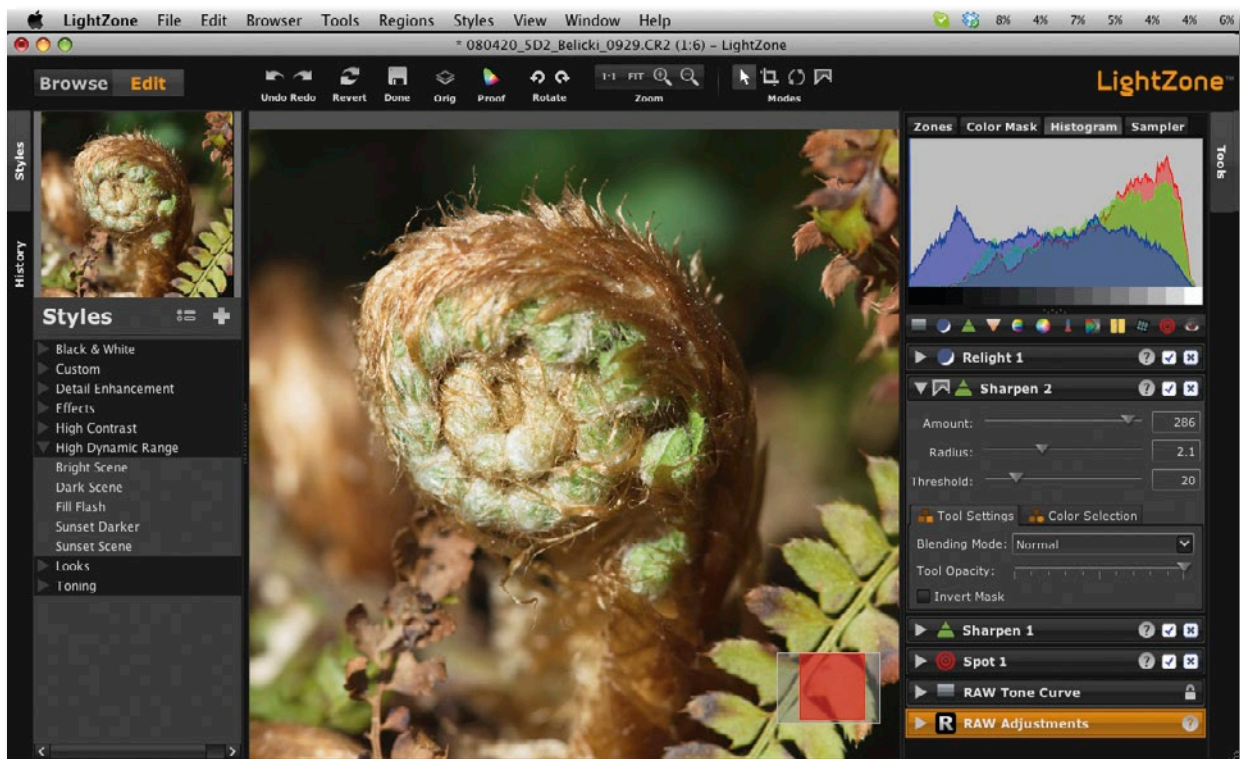 LightZone File Edit Browser Tools Regions Styles View Window Help 8% 4% 7% 5% 4% 4% 6%
* 080420_5D2_Belicki_0929.CR2 (1:6) – LightZone
Browse Edit
Undo Redo Revert Done Orig Proof Rotate 1:1 FIT Zoom Modes
LightZone™
Styles
History
Styles
Black & White
Custom
Detail Enhancement
Effects
High Contrast
High Dynamic Range
Bright Scene
Dark Scene
Fill Flash
Sunset Darker
Sunset Scene
Looks
Toning
Zones Color Mask Histogram Sampler
Tools
Relight 1 ?
Sharpen 2 ?
Amount: 286
Radius: 2.1
Threshold: 20
Tool Settings Color Selection
Blending Mode: Normal
Tool Opacity:
Invert Mask
Sharpen 1 ?
Spot 1 ?
RAW Tone Curve
R RAW Adjustments ?